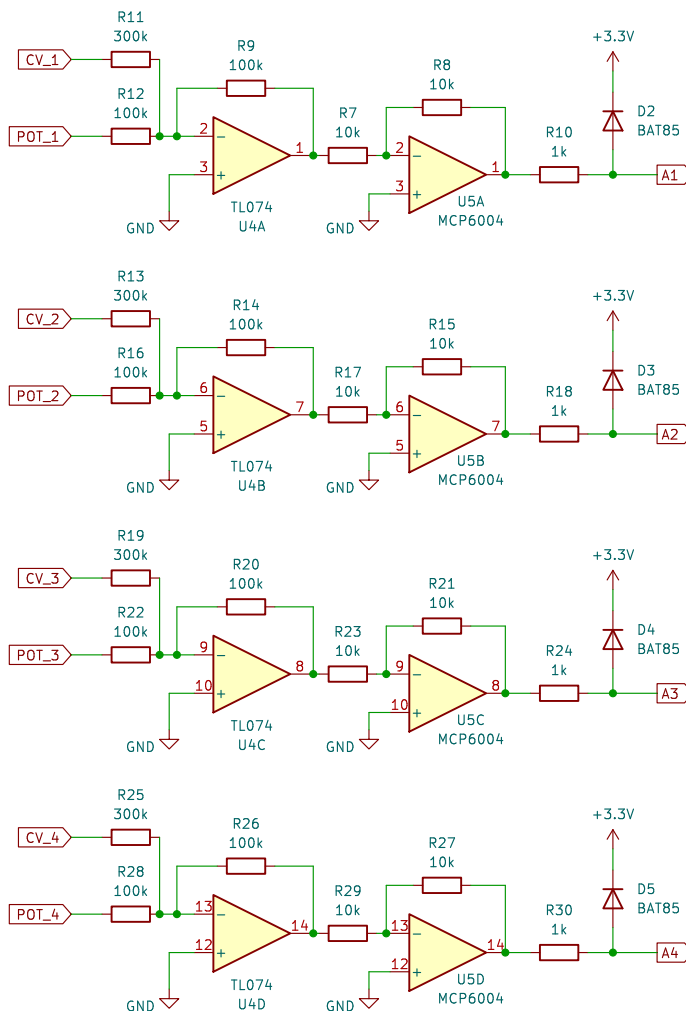 R11
300k
CV_1
R12
100k
POT_1
R9
100k
2
3
1
−
+
GND
TL074
U4A
R7
10k
R8
10k
2
3
1
−
+
GND
U5A
MCP6004
R10
1k
+3.3V
D2
BAT85
A1
R13
300k
CV_2
R16
100k
POT_2
R14
100k
6
5
7
−
+
GND
TL074
U4B
R17
10k
R15
10k
6
5
7
−
+
GND
U5B
MCP6004
R18
1k
+3.3V
D3
BAT85
A2
R19
300k
CV_3
R22
100k
POT_3
R20
100k
9
10
8
−
+
GND
TL074
U4C
R23
10k
R21
10k
9
10
8
−
+
GND
U5C
MCP6004
R24
1k
+3.3V
D4
BAT85
A3
R25
300k
CV_4
R28
100k
POT_4
R26
100k
13
12
14
−
+
GND
TL074
U4D
R29
10k
R27
10k
13
12
14
−
+
GND
U5D
MCP6004
R30
1k
+3.3V
D5
BAT85
A4